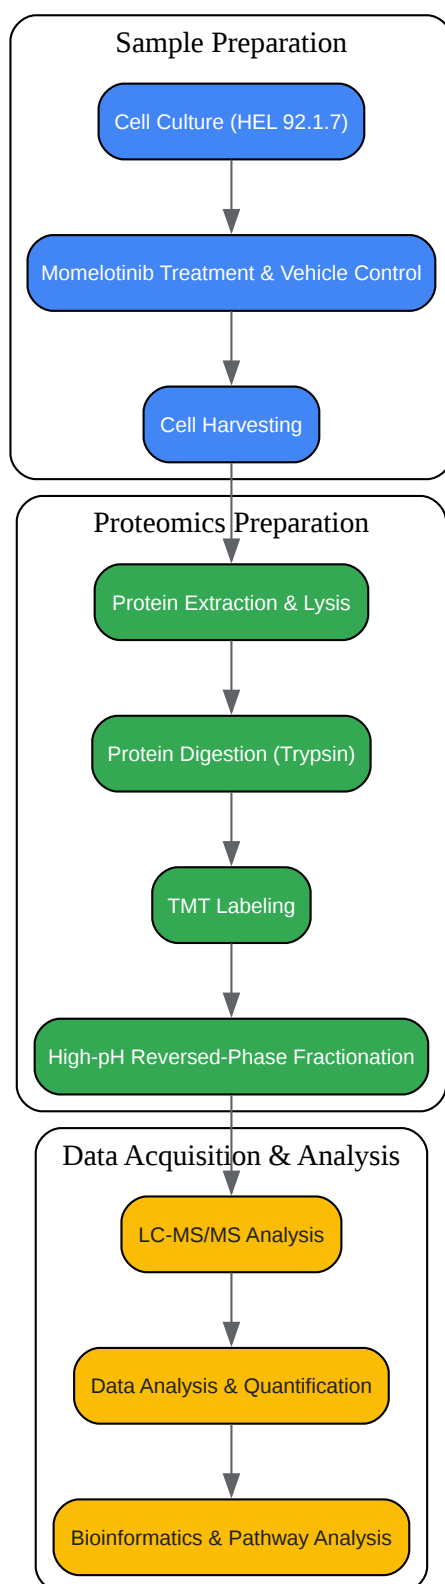 Sample Preparation
Cell Culture (HEL 92.1.7)
Momelotinib Treatment & Vehicle Control
Cell Harvesting
Proteomics Preparation
Protein Extraction & Lysis
Protein Digestion (Trypsin)
TMT Labeling
High-pH Reversed-Phase Fractionation
Data Acquisition & Analysis
LC-MS/MS Analysis
Data Analysis & Quantification
Bioinformatics & Pathway Analysis